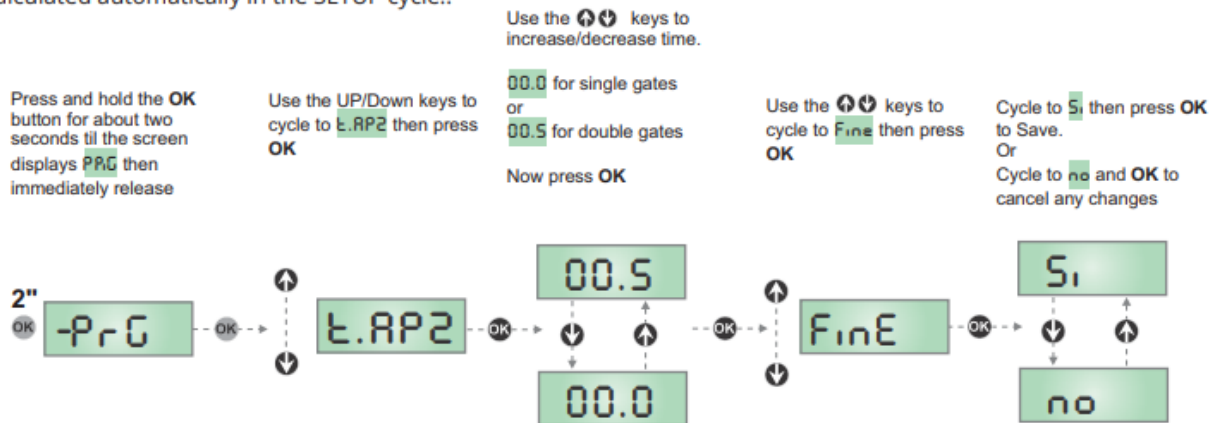 calculated automatically in the SETUP cycle..
Press and hold the OK
button for about two
seconds til the screen
displays PRG then
immediately release
Use the UP/Down keys to
cycle to t.AP2 then press
OK
Use the keys to
increase/decrease time.
00.0 for single gates
or
00.5 for double gates
Now press OK
Use the keys to
cycle to Fine then press
OK
Cycle to Si then press OK
to Save.
Or
Cycle to no and OK to
cancel any changes
2"
OK
-PrG
OK
t.AP2
OK
00.5
00.0
OK
FinE
OK
Si
no